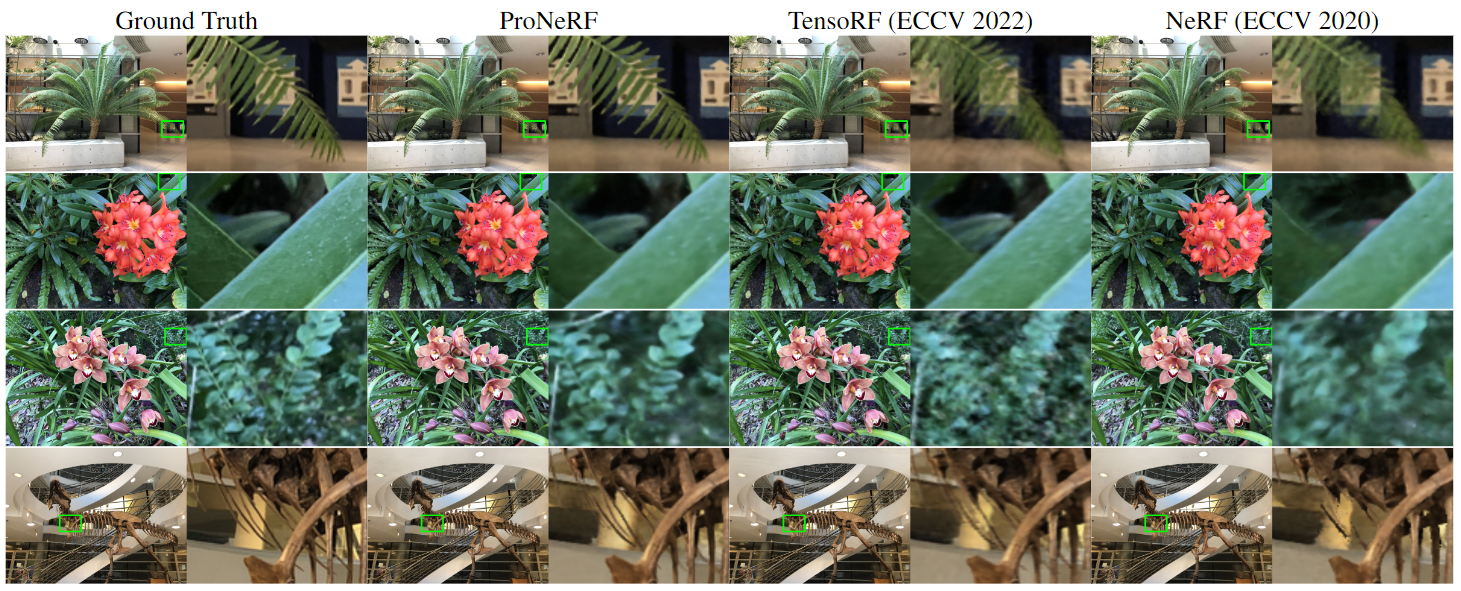 Ground Truth
ProNeRF
TensoRF (ECCV 2022)
NeRF (ECCV 2020)